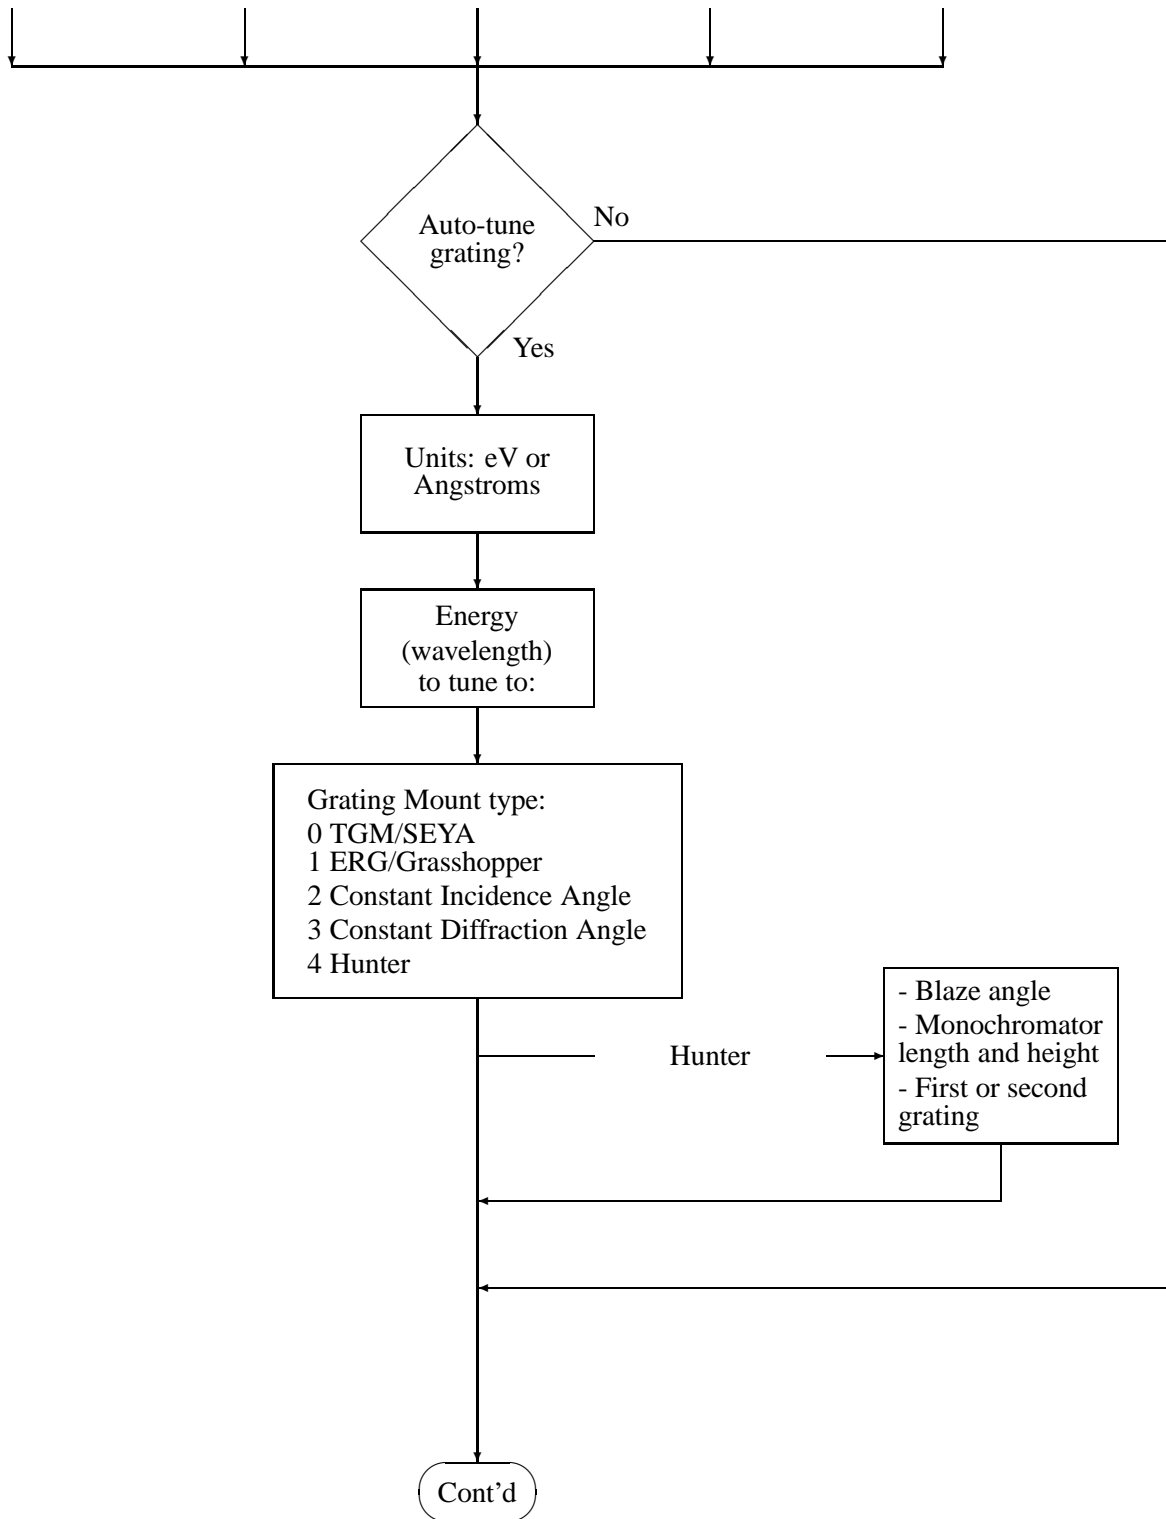 Auto-tune
grating?
No
Yes
Units: eV or
Angstroms
Energy
(wavelength)
to tune to:
Grating Mount type:
0 TGM/SEYA
1 ERG/Grasshopper
2 Constant Incidence Angle
3 Constant Diffraction Angle
4 Hunter
Hunter
- Blaze angle
- Monochromator
length and height
- First or second
grating
Cont'd